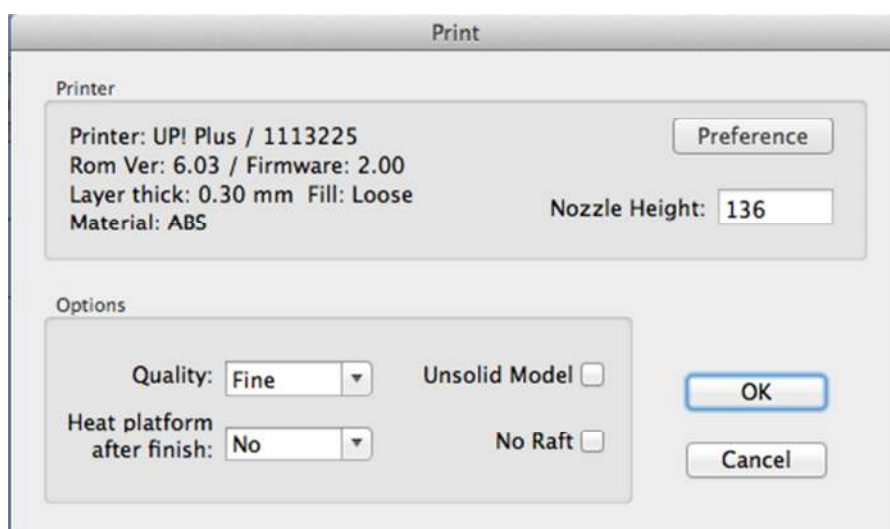 Print
Printer
Printer: UP! Plus / 1113225
Rom Ver: 6.03 / Firmware: 2.00
Layer thick: 0.30 mm  Fill: Loose
Material: ABS
Preference
Nozzle Height: 136
Options
Quality: Fine
Unsolid Model
Heat platform
after finish: No
No Raft
OK
Cancel